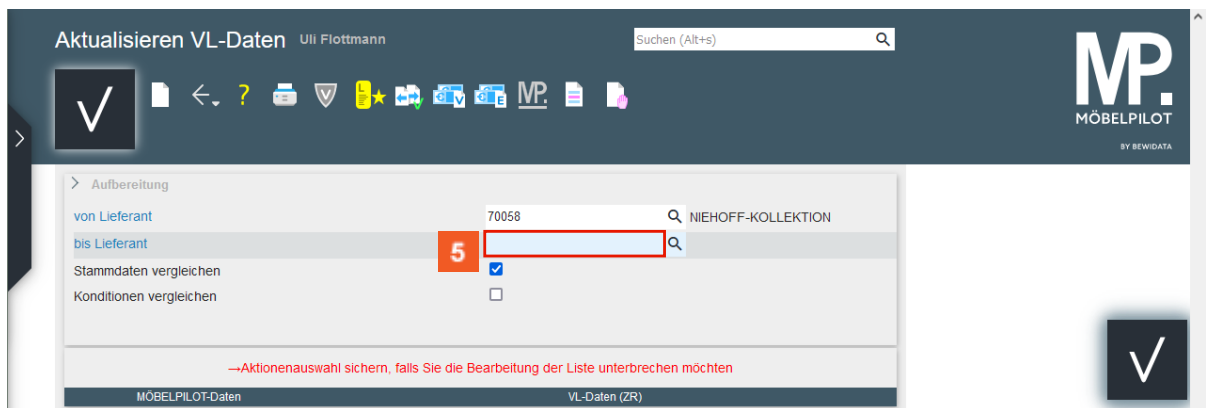 Aktualisieren VL-Daten Uli Flottmann
Suchen (Alt+s)
MP.
MÖBELPILOT
BY BEWIDATA
? V L V E MP.
Aufbereitung
von Lieferant 70058 NIEHOFF-KOLLEKTION
bis Lieferant 5
Stammdaten vergleichen
Konditionen vergleichen
→Aktionenauswahl sichern, falls Sie die Bearbeitung der Liste unterbrechen möchten
MÖBELPILOT-Daten VL-Daten (ZR)